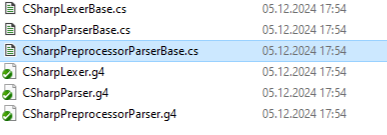 CSharpLexerBase.cs 05.12.2024 17:54
CSharpParserBase.cs 05.12.2024 17:54
CSharpPreprocessorParserBase.cs 05.12.2024 17:54
CSharpLexer.g4 05.12.2024 17:54
CSharpParser.g4 05.12.2024 17:54
CSharpPreprocessorParser.g4 05.12.2024 17:54